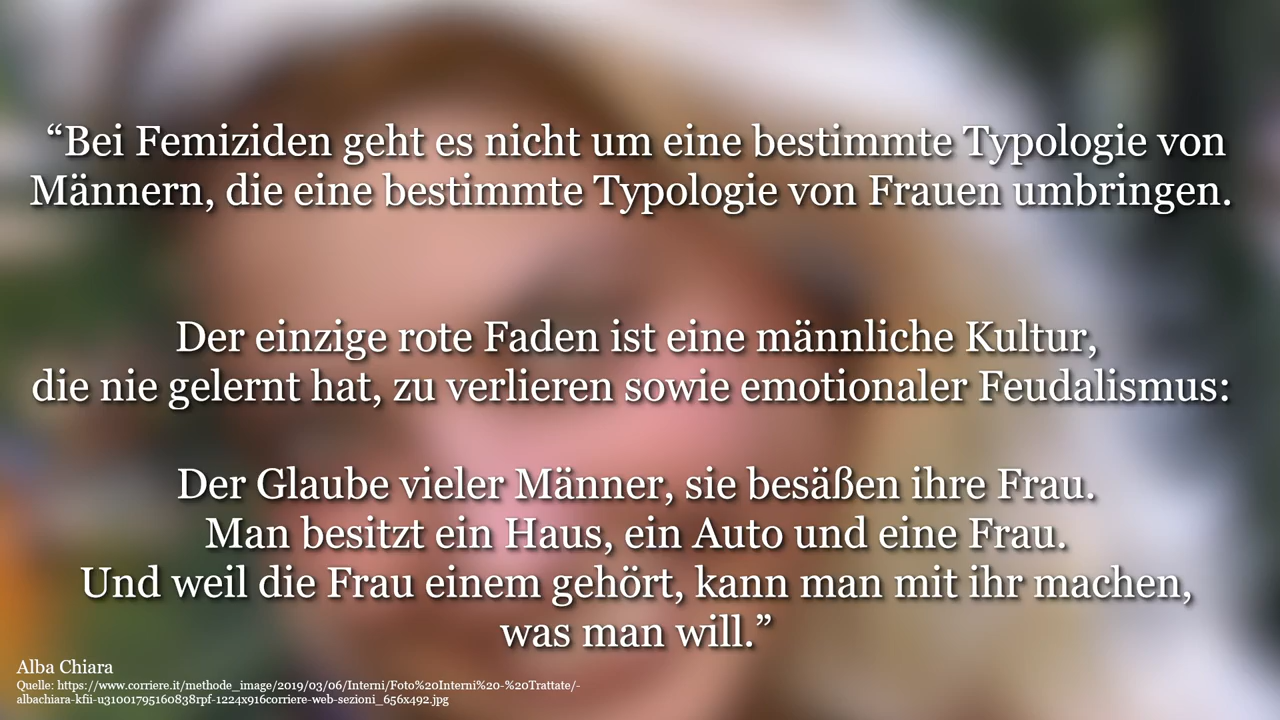 “Bei Femiziden geht es nicht um eine bestimmte Typologie von
Männern, die eine bestimmte Typologie von Frauen umbringen.
Der einzige rote Faden ist eine männliche Kultur,
die nie gelernt hat, zu verlieren sowie emotionaler Feudalismus:
Der Glaube vieler Männer, sie besäßen ihre Frau.
Man besitzt ein Haus, ein Auto und eine Frau.
Und weil die Frau einem gehört, kann man mit ihr machen,
was man will.”
Alba Chiara
Quelle: https://www.corriere.it/methode_image/2019/03/06/Interni/Foto%20Interni%20-%20Trattate/-
albachiara-kfii-u31001795160838rpf-1224x916corriere-web-sezioni_656x492.jpg